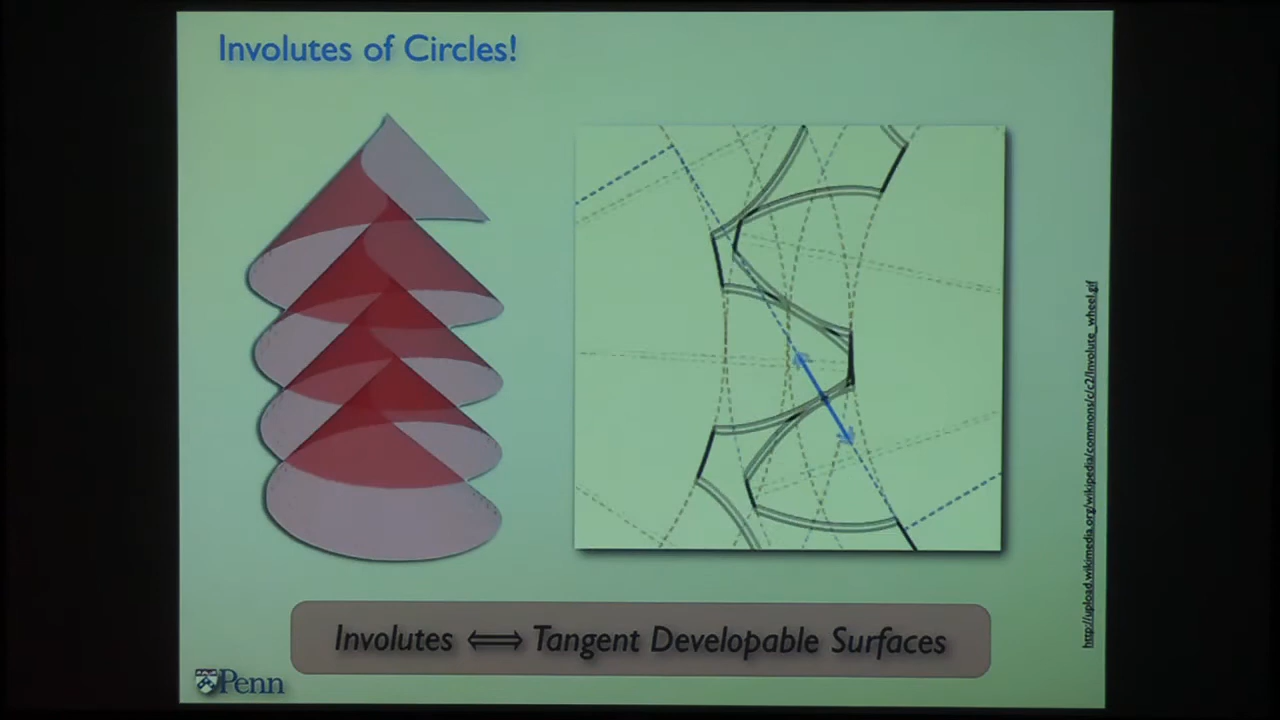 Involutes of Circles!
http://upload.wikimedia.org/wikipedia/commons/c/c2/Involute_wheel.gif
Involutes ⟺ Tangent Developable Surfaces
Penn